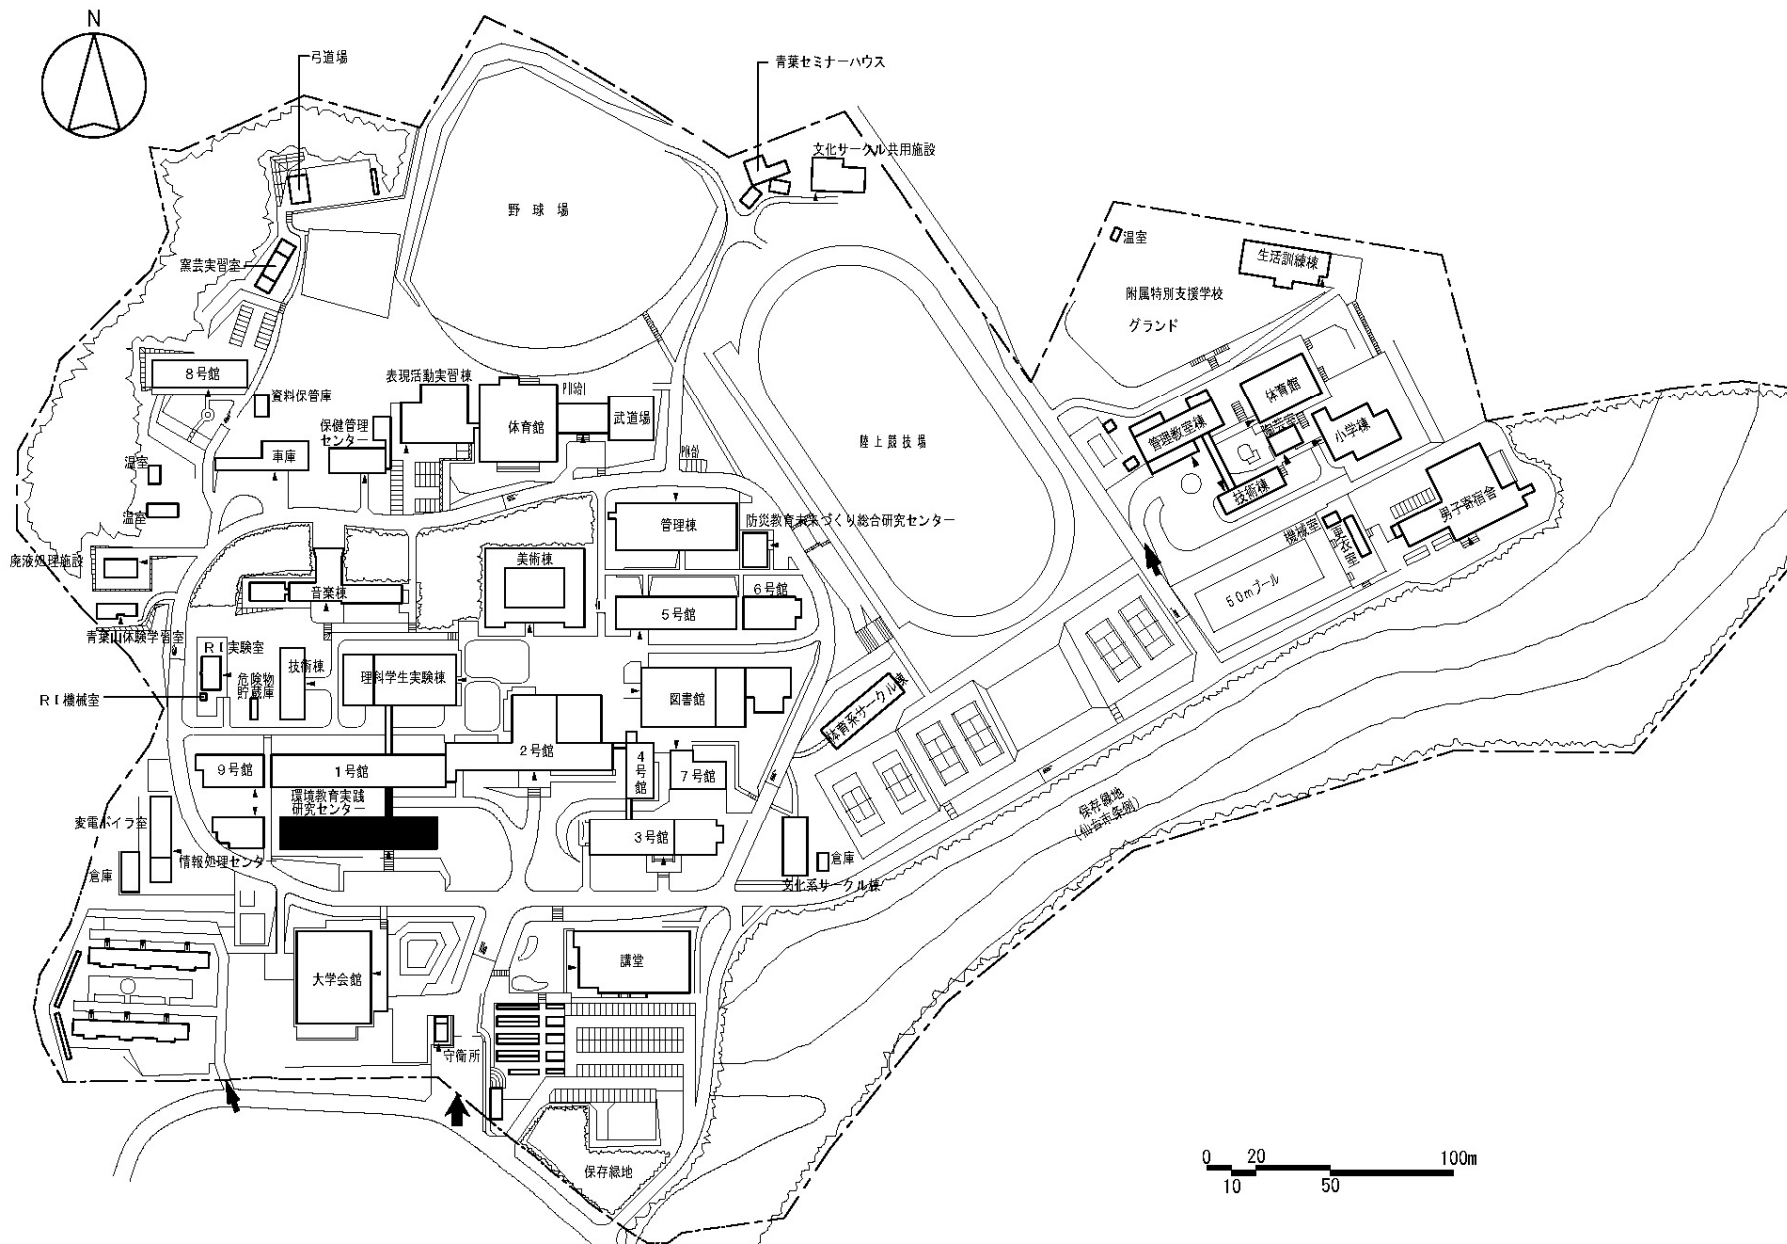 N
弓道場
青葉セミナーハウス
文化サークル共用施設
野 球 場
温室
生活訓練棟
窯芸実習室
附属特別支援学校
グランド
8号館
資料保管庫
表現活動実習棟
体育館
武道場
保健管理
センター
車庫
陸上競技場
体育館
管理教室棟
陶芸室
小学棟
技術棟
男子寄宿舎
機械室
更衣室
50mプール
温室
温室
管理棟
防災教育未来づくり総合研究センター
美術棟
廃液処理施設
音楽棟
5号館
6号館
青葉山体験学習室
RI実験室
技術棟
危険物
貯蔵庫
理科学生実験棟
図書館
体育系サークル棟
RI機械室
2号館
9号館
1号館
4号館
7号館
環境教育実践
研究センター
保存緑地
(仙台市条例)
変電ボイラ室
情報処理センター
3号館
倉庫
倉庫
文化系サークル棟
大学会館
講堂
守衛所
保存緑地
0 20 100m
10 50